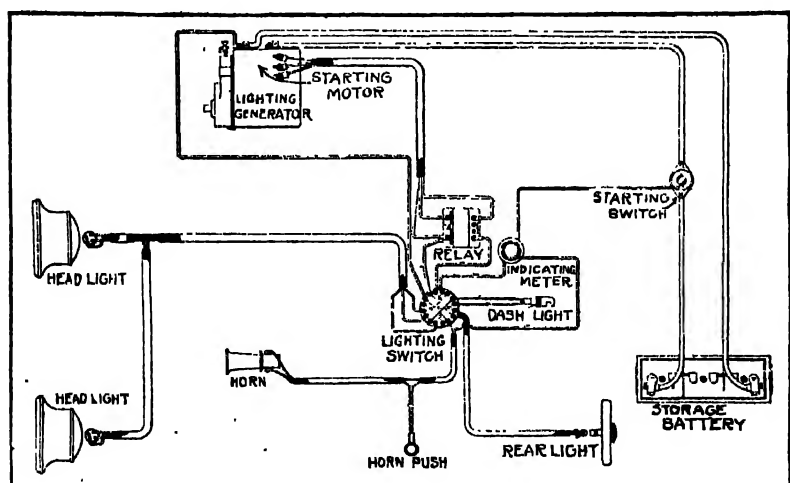 STARTING
MOTOR
LIGHTING
GENERATOR
STARTING
SWITCH
RELAY
HEAD LIGHT
INDICATING
METER
DASH LIGHT
LIGHTING
SWITCH
HORN
HEAD LIGHT
STORAGE
BATTERY
HORN PUSH
REAR LIGHT